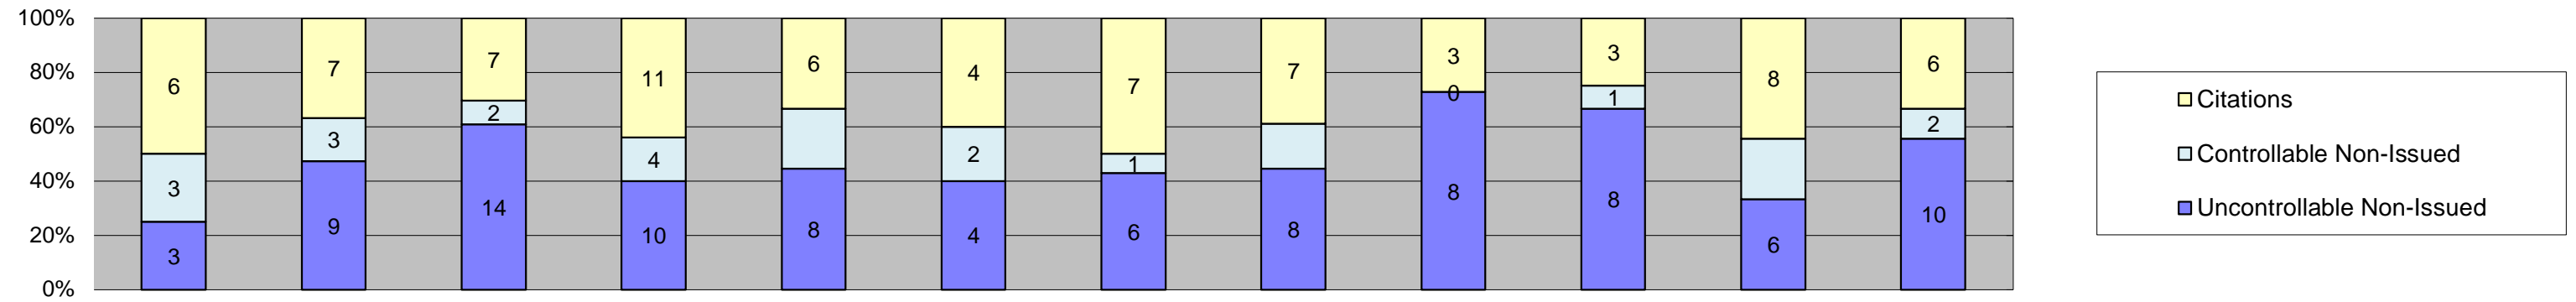 100%
80%
60%
40%
20%
0%
6 7 7 11 6 4 7 7 3 3 8 6
3 3 2 4 2 1 0 1 2
3 9 14 10 8 4 6 8 8 8 6 10
Citations
Controllable Non-Issued
Uncontrollable Non-Issued